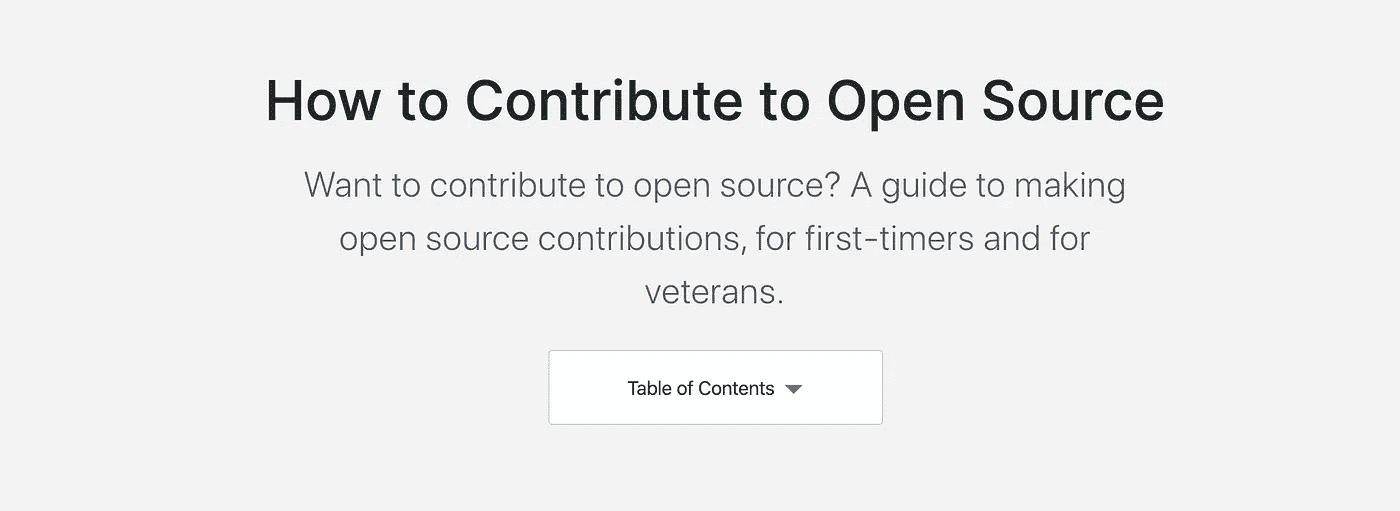 How to Contribute to Open Source
Want to contribute to open source? A guide to making
open source contributions, for first-timers and for
veterans.
Table of Contents